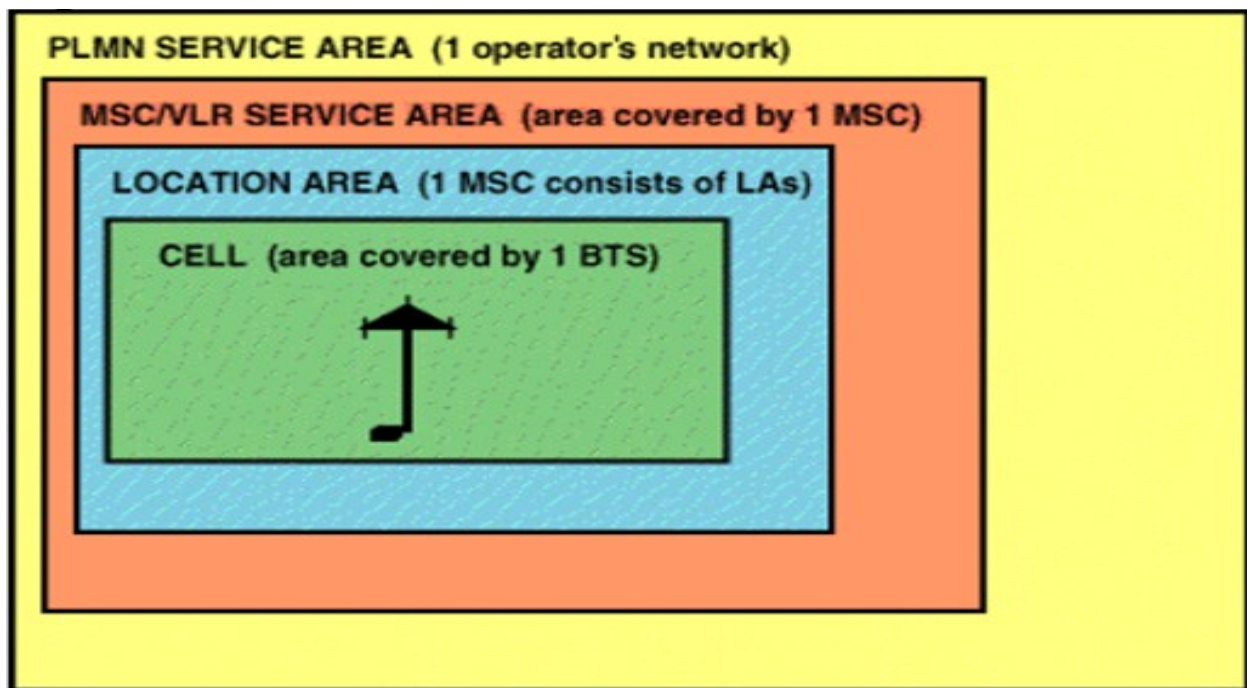 PLMN SERVICE AREA (1 operator's network)
MSC/VLR SERVICE AREA (area covered by 1 MSC)
LOCATION AREA (1 MSC consists of LAs)
CELL (area covered by 1 BTS)